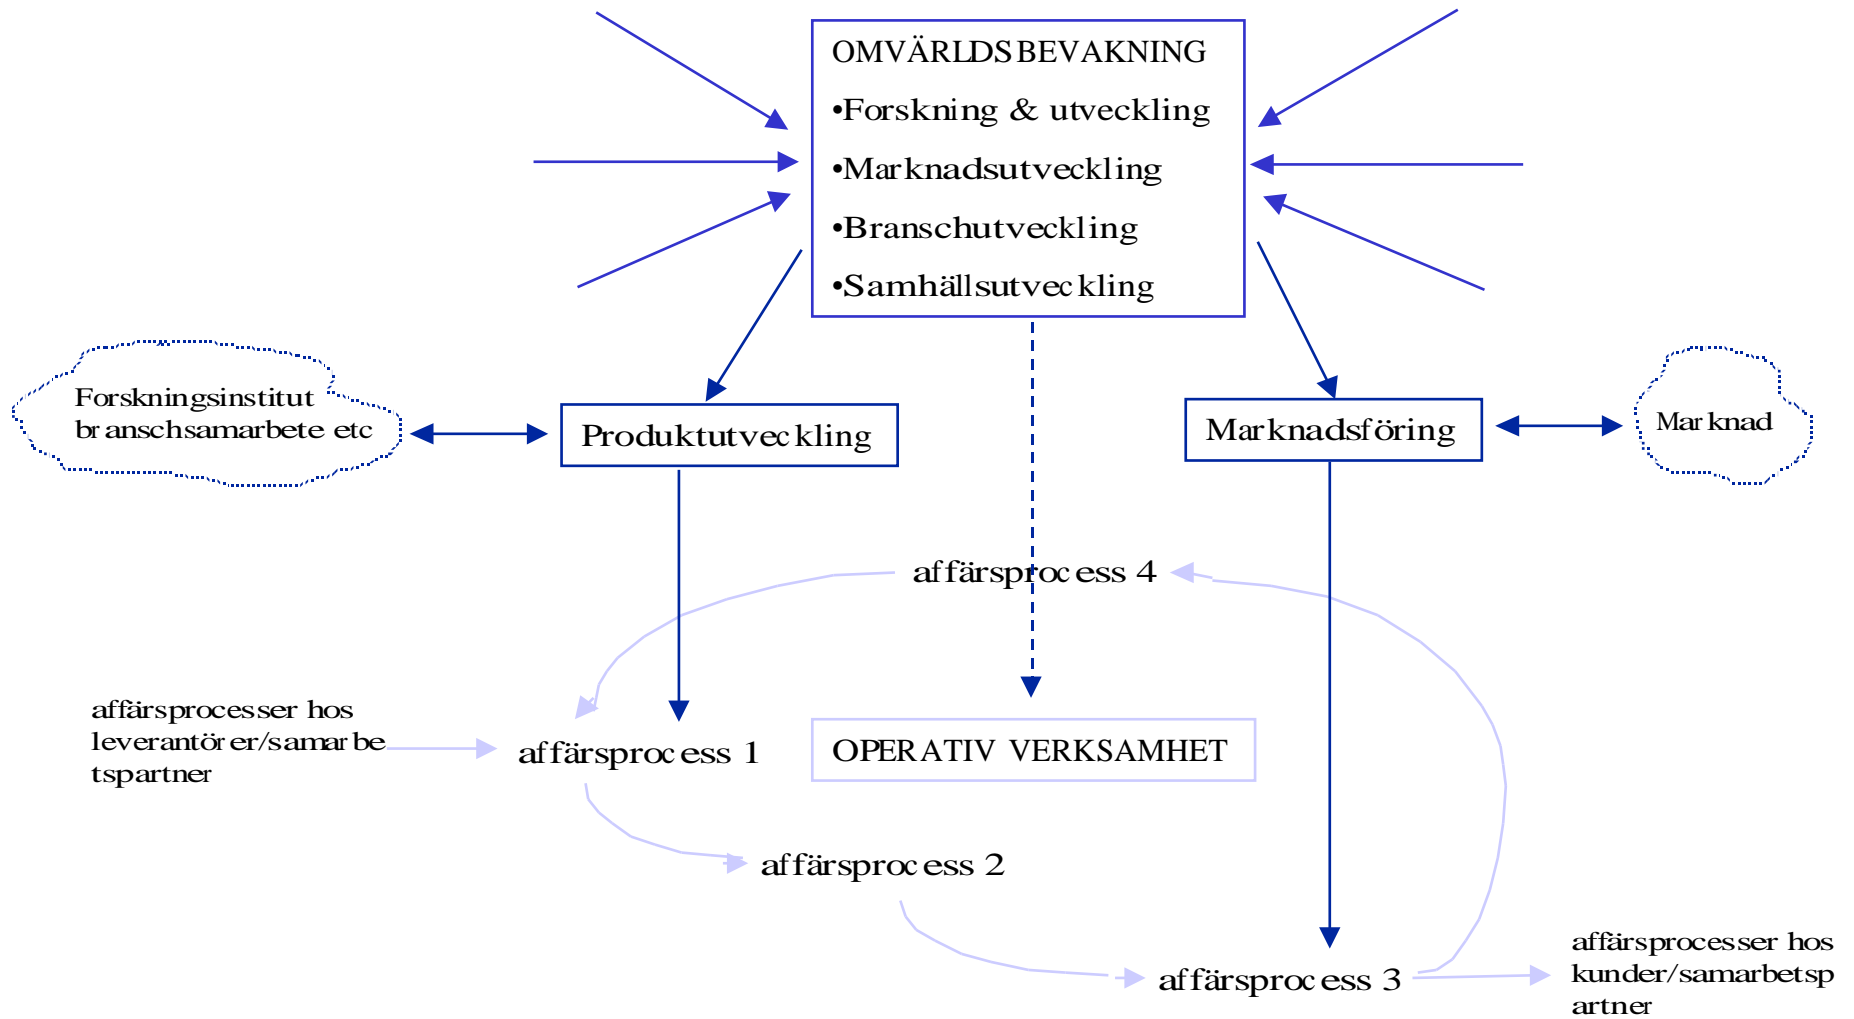 OMVÄRLDSBEVAKNING
•Forskning & utveckling
•Marknadsutveckling
•Branschutveckling
•Samhällsutveckling
Forskningsinstitut
branschsamarbete etc
Produktutveckling
Marknadsföring
Marknad
affärsprocess 4
affärsprocesser hos
leverantörer/samarbe
tspartner
affärsprocess 1
OPERATIV VERKSAMHET
affärsprocess 2
affärsprocess 3
affärsprocesser hos
kunder/samarbetsp
artner